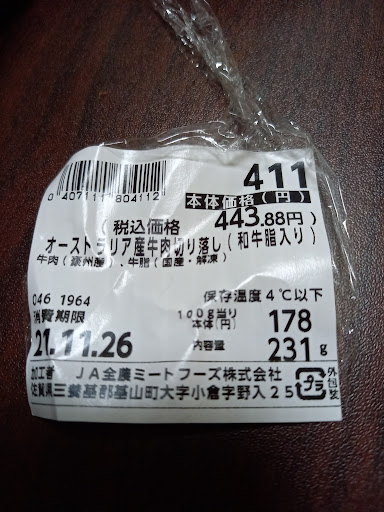 0 407111 804112
411
本体価格(円)
(税込価格 443.88円)
オーストラリア産牛肉切り落し(和牛脂入り)
牛肉(豪州産)、牛脂(国産・解凍)
046 1964
保存温度4℃以下
消費期限
100g当り
本体(円) 178
21.11.26
内容量 231g
加工者 JA全農ミートフーズ株式会社
佐賀県三養基郡基山町大字小倉字野入25
プラ
外包装